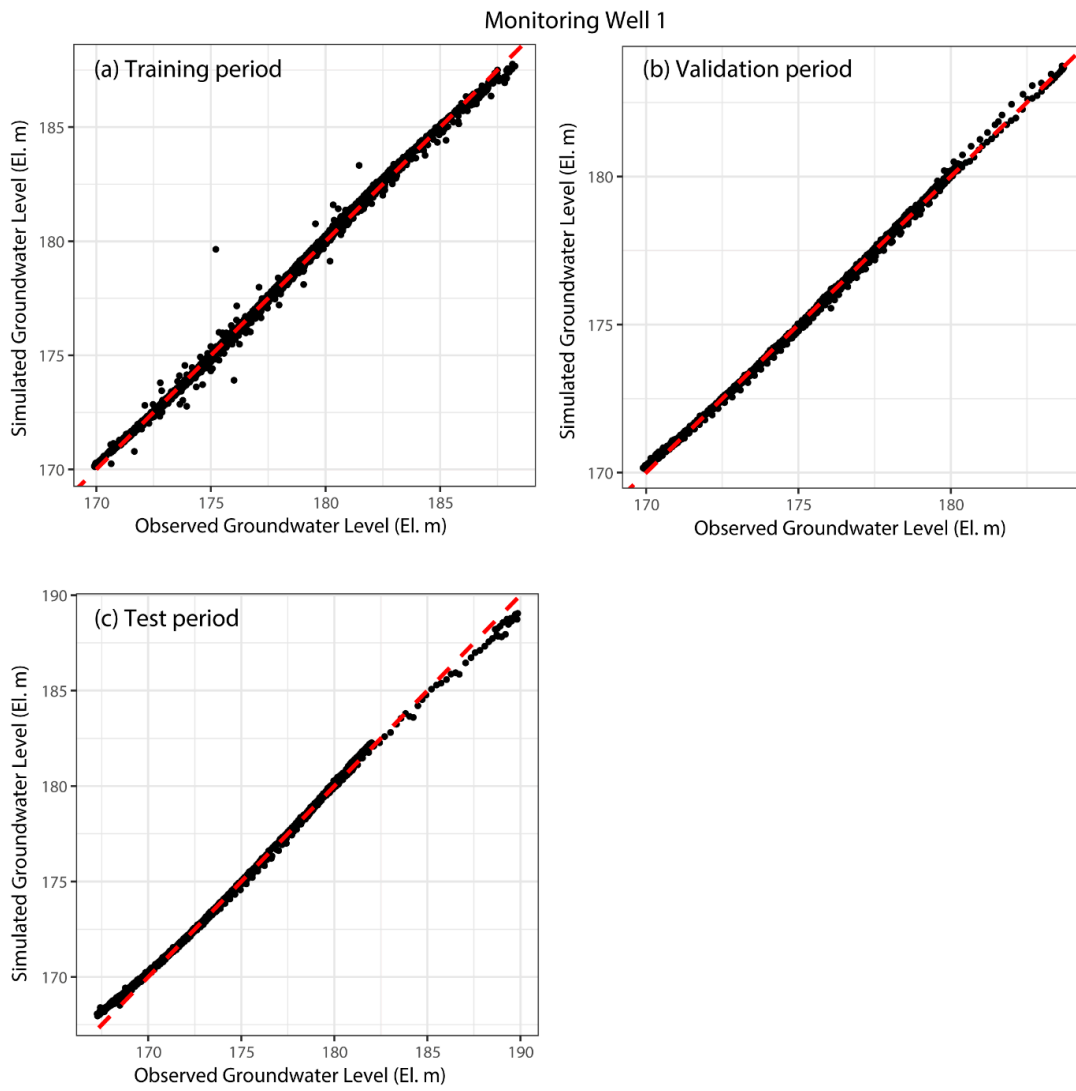 Monitoring Well 1
(a) Training period
Simulated Groundwater Level (El. m)
185
180
175
170
170 175 180 185
Observed Groundwater Level (El. m)
(b) Validation period
Simulated Groundwater Level (El. m)
180
175
170
170 175 180
Observed Groundwater Level (El. m)
(c) Test period
Simulated Groundwater Level (El. m)
190
185
180
175
170
170 175 180 185 190
Observed Groundwater Level (El. m)